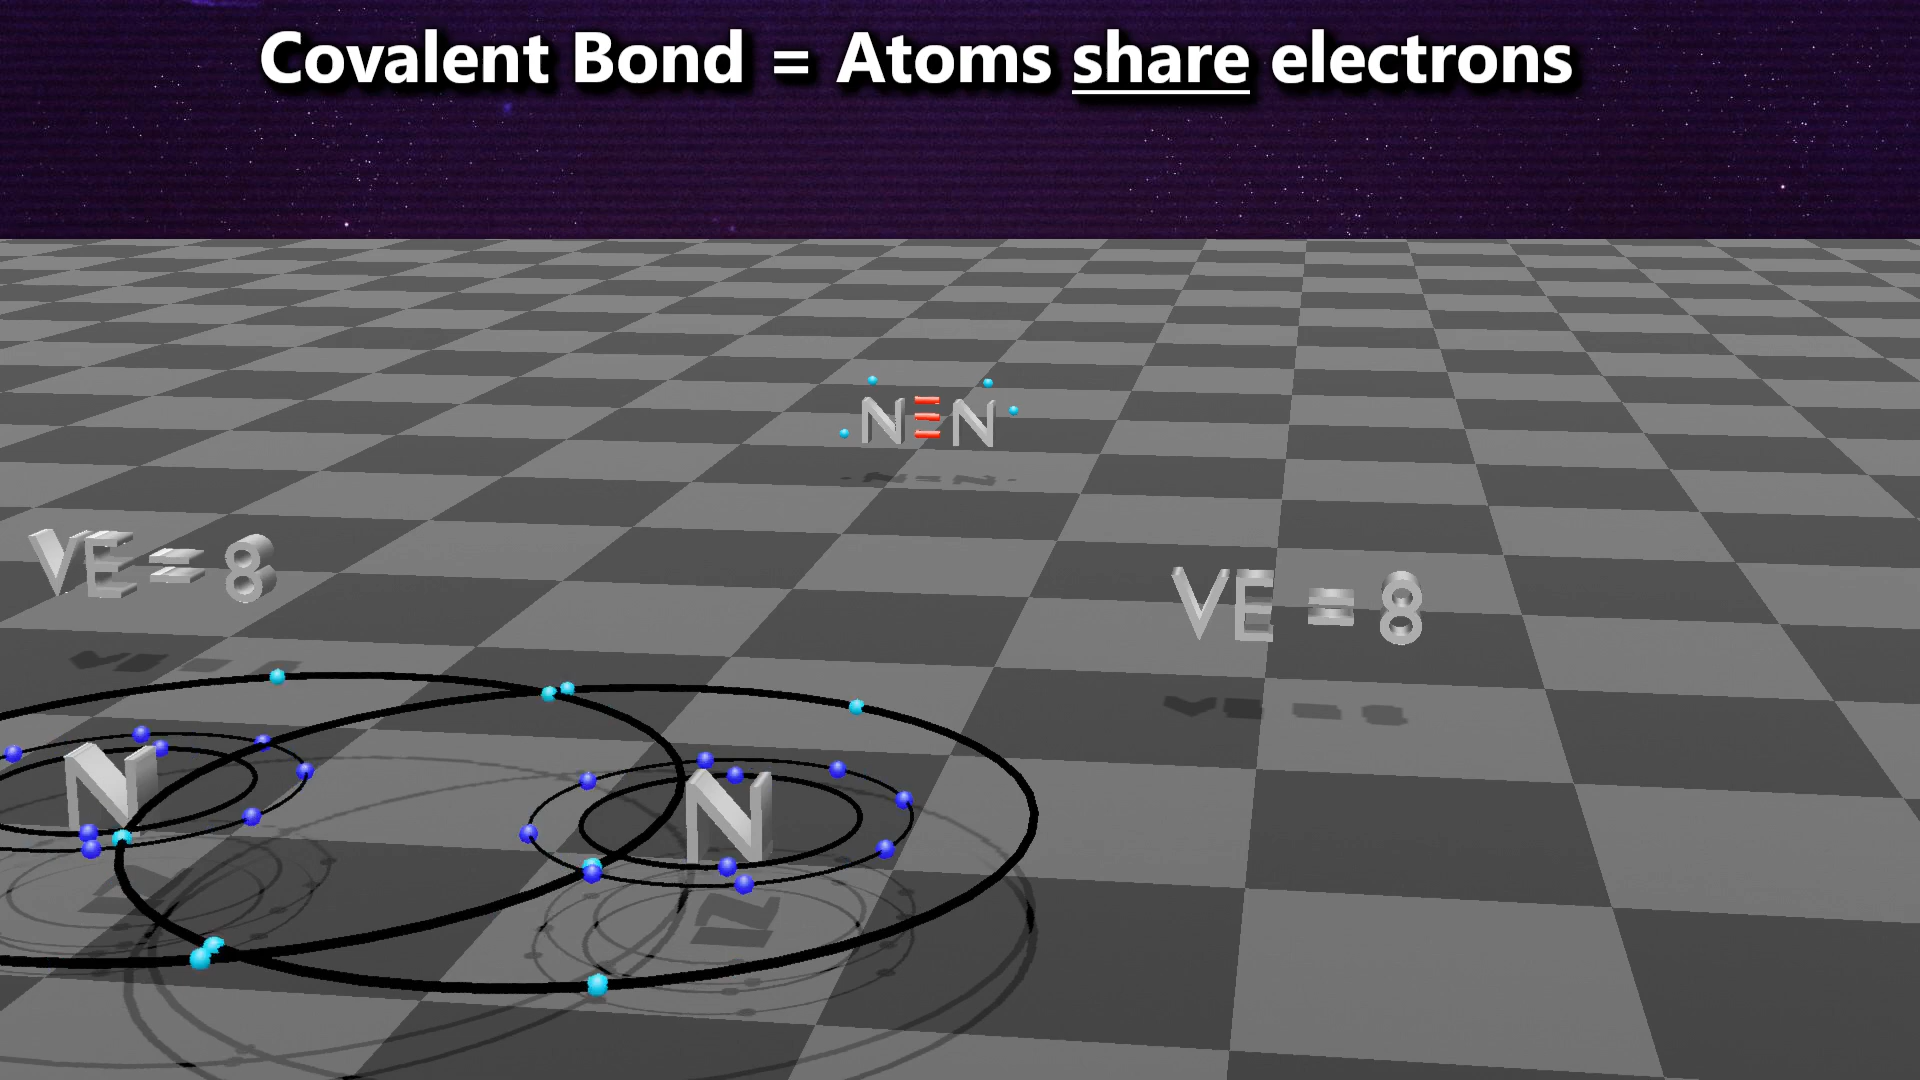 Covalent Bond = Atoms share electrons
N≡N
VE = 8
VE = 8
N
N